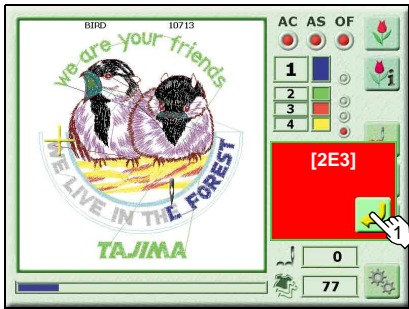 BIRD 10713
we are your friends
WE LIVE IN THE FOREST
TAJIMA
AC AS OF
1
2
3
4
[2E3]
1
0
77
i